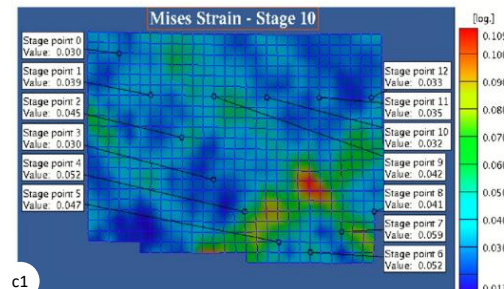 Mises Strain - Stage 10
[log.]
Stage point 0
Value: 0.030
Stage point 1
Value: 0.039
Stage point 2
Value: 0.045
Stage point 3
Value: 0.030
Stage point 4
Value: 0.052
Stage point 5
Value: 0.047
Stage point 12
Value: 0.033
Stage point 11
Value: 0.035
Stage point 10
Value: 0.032
Stage point 9
Value: 0.042
Stage point 8
Value: 0.041
Stage point 7
Value: 0.059
Stage point 6
Value: 0.052
c1